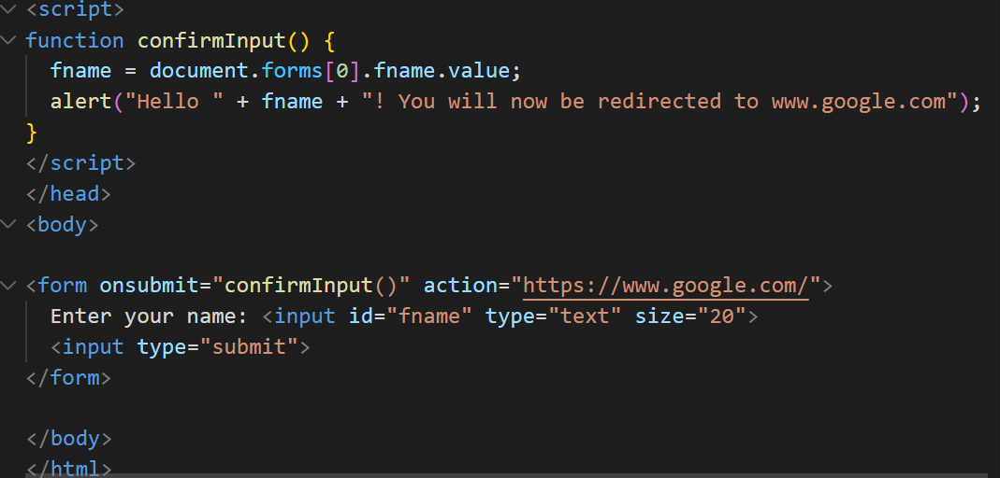 <script>
function confirmInput() {
fname = document.forms[0].fname.value;
alert("Hello " + fname + "! You will now be redirected to www.google.com");
}
</script>
</head>
<body>
<form onsubmit="confirmInput()" action="https://www.google.com/">
Enter your name: <input id="fname" type="text" size="20">
<input type="submit">
</form>
</body>
</html>